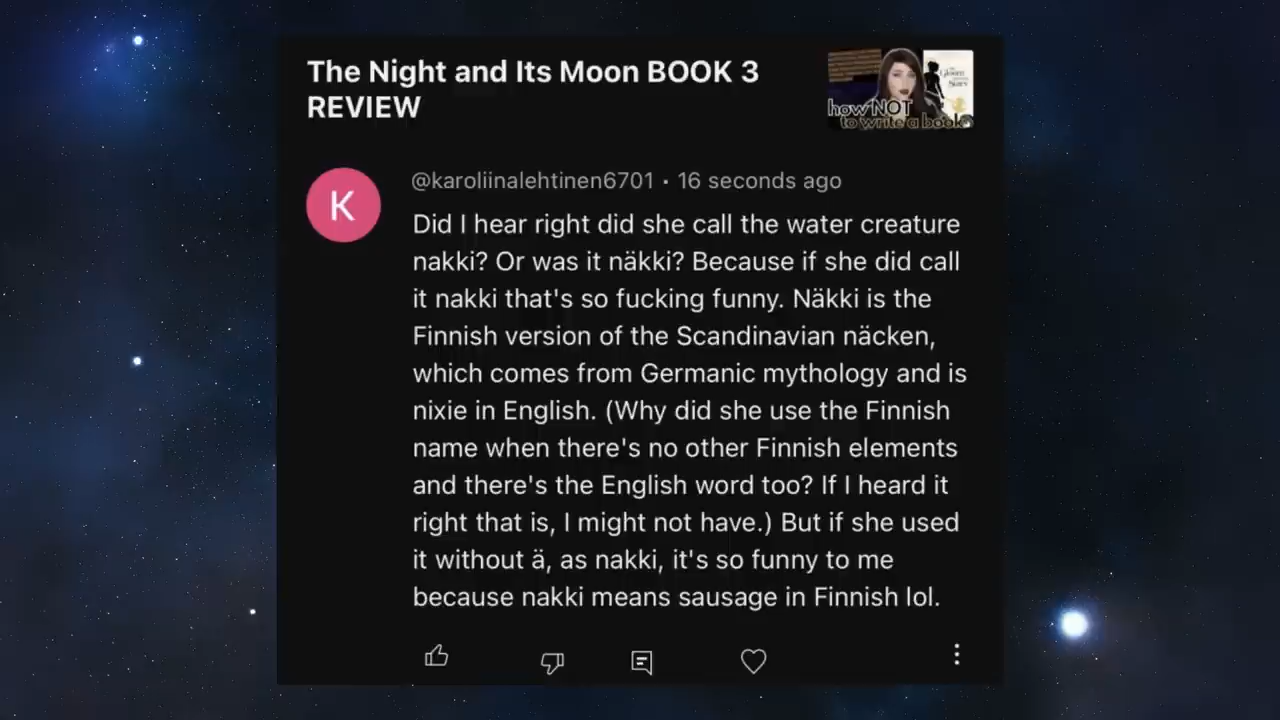 The Night and Its Moon BOOK 3
REVIEW
how NOT
to write a book
K
@karoliinalehtinen6701 • 16 seconds ago
Did I hear right did she call the water creature
nakki? Or was it näkki? Because if she did call
it nakki that's so fucking funny. Näkki is the
Finnish version of the Scandinavian näcken,
which comes from Germanic mythology and is
nixie in English. (Why did she use the Finnish
name when there's no other Finnish elements
and there's the English word too? If I heard it
right that is, I might not have.) But if she used
it without ä, as nakki, it's so funny to me
because nakki means sausage in Finnish lol.